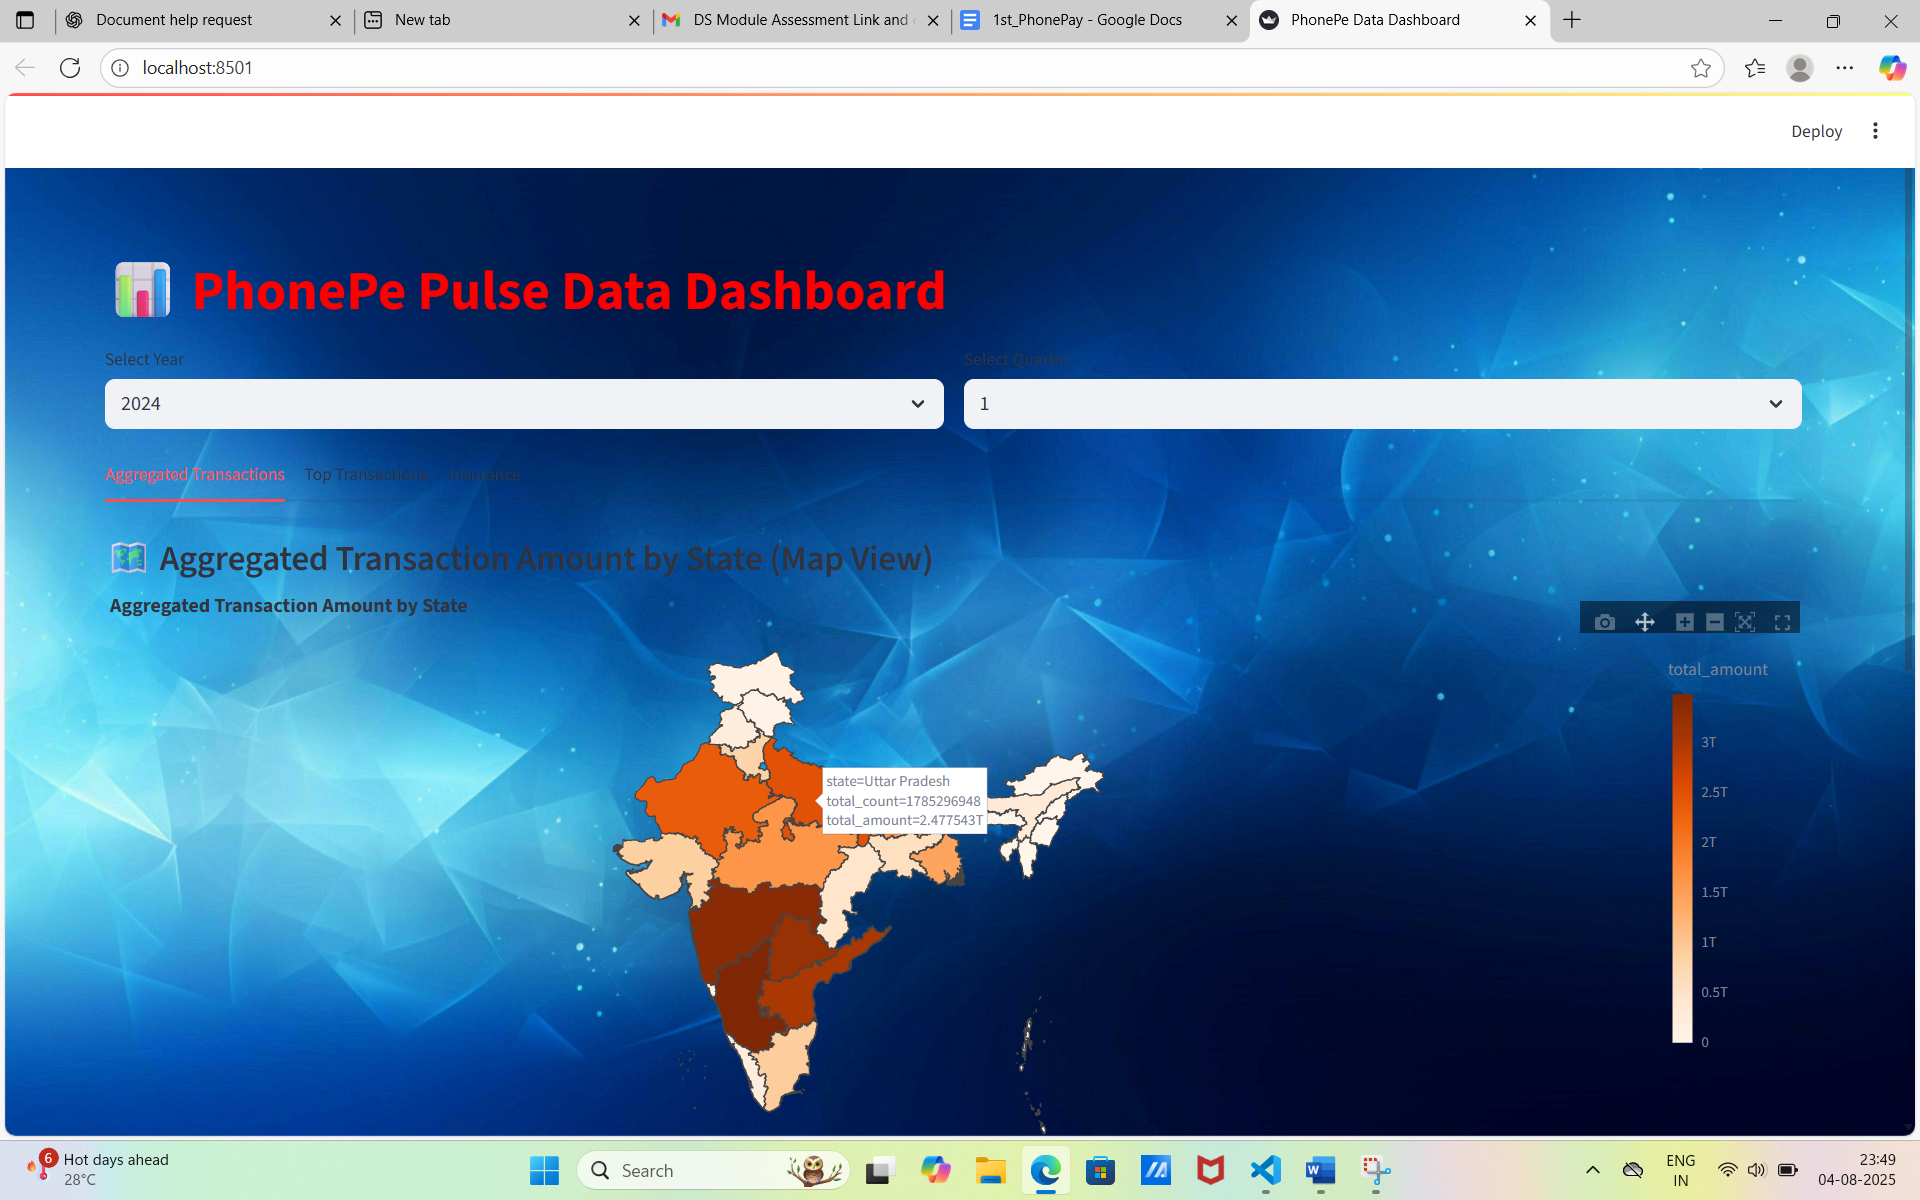 Document help request
New tab
DS Module Assessment Link and
1st_PhonePay - Google Docs
PhonePe Data Dashboard
localhost:8501
Deploy
PhonePe Pulse Data Dashboard
Select Year
Select Quarter
2024
1
Aggregated Transactions
Top Transactions
Insurance
Aggregated Transaction Amount by State (Map View)
Aggregated Transaction Amount by State
total_amount
3T
2.5T
2T
1.5T
1T
0.5T
0
state=Uttar Pradesh
total_count=1785296948
total_amount=2.477543T
6
Hot days ahead
28°C
Search
W
ENG
IN
23:49
04-08-2025